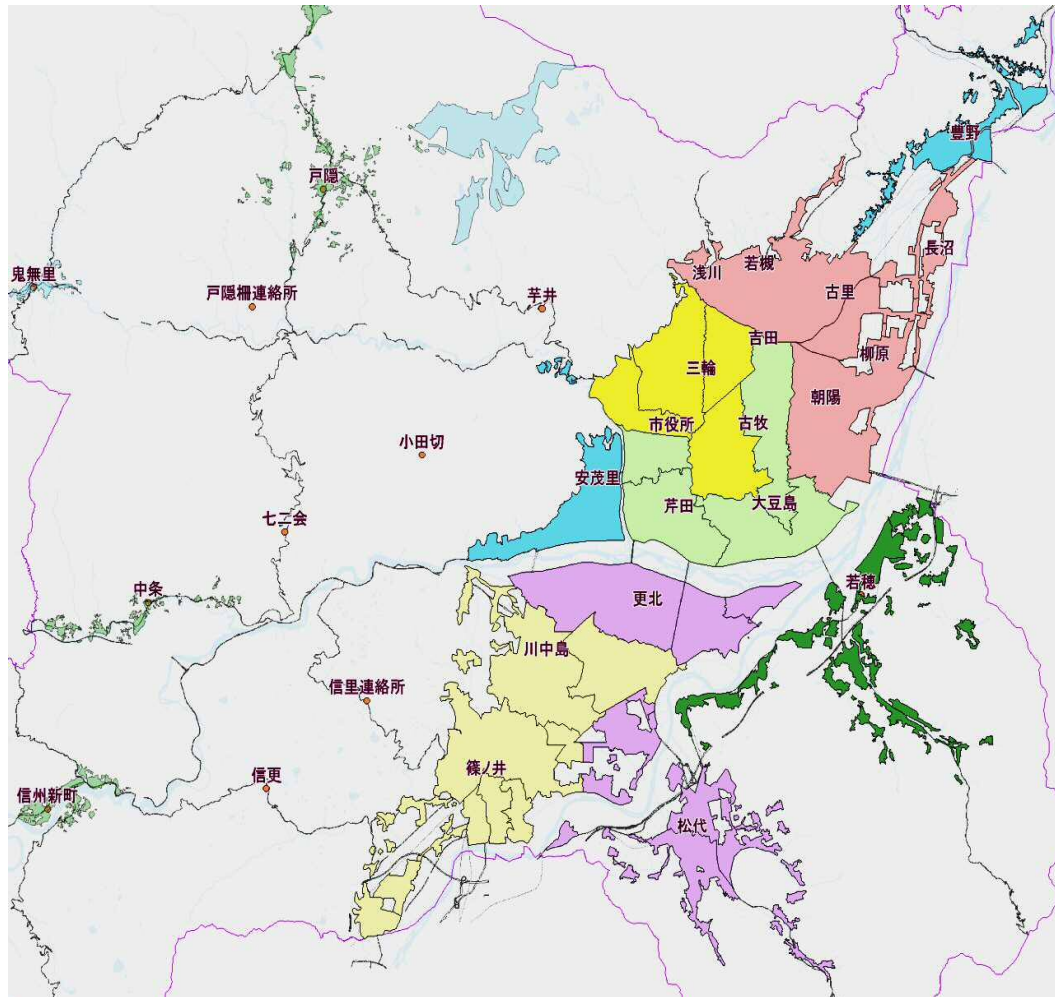 豊野
戸隠
長沼
鬼無里
浅川
若槻
戸隠柵連絡所
芋井
古里
吉田
柳原
三輪
朝陽
市役所
古牧
小田切
安茂里
芹田
大豆島
七二会
中条
更北
若穂
川中島
信里連絡所
篠ノ井
信更
信州新町
松代